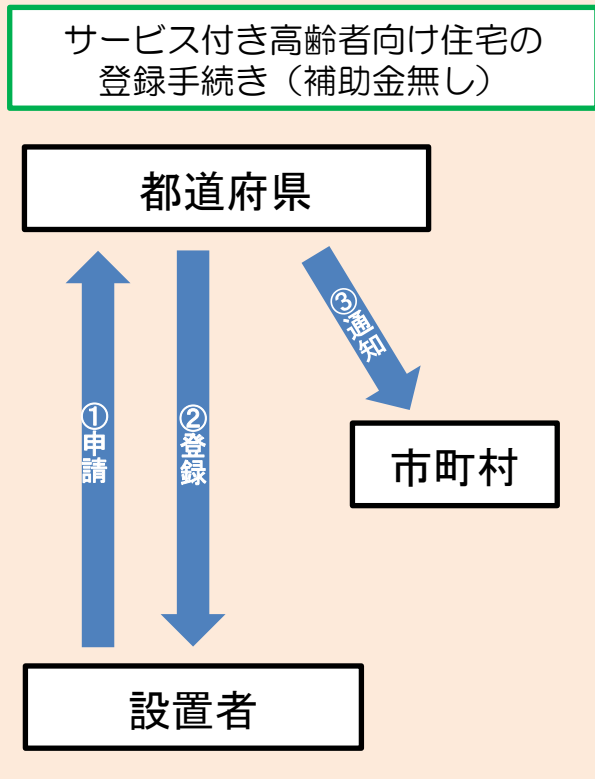 サービス付き高齢者向け住宅の
登録手続き（補助金無し）
都道府県
①申請
②登録
③通知
市町村
設置者